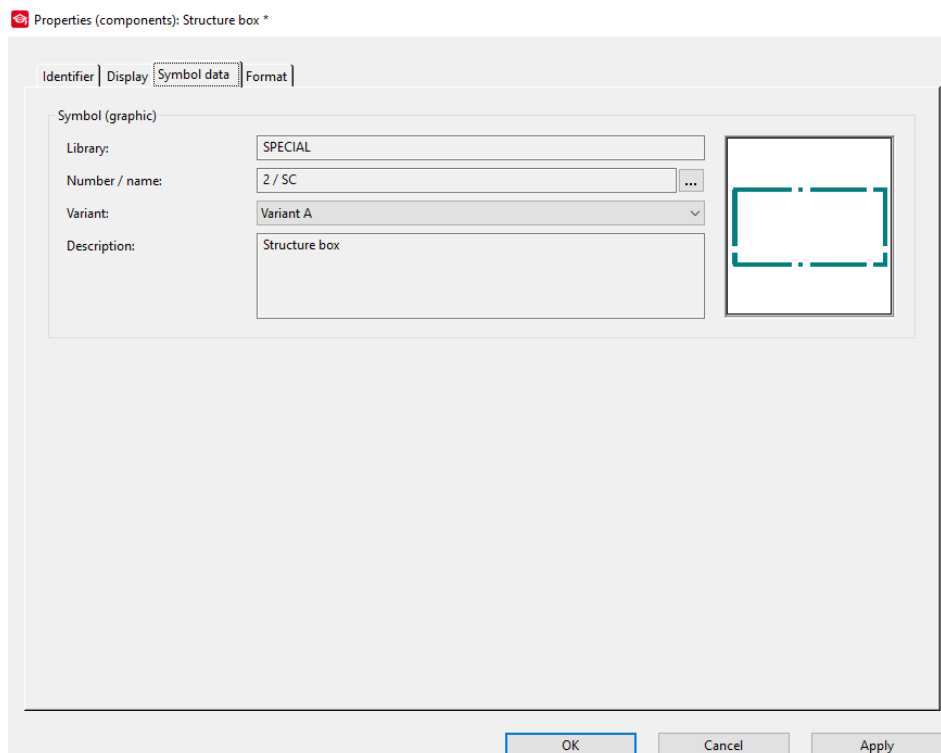 Properties (components): Structure box *
Identifier Display Symbol data Format
Symbol (graphic)
Library: SPECIAL
Number / name: 2 / SC ...
Variant: Variant A
Description: Structure box
OK Cancel Apply